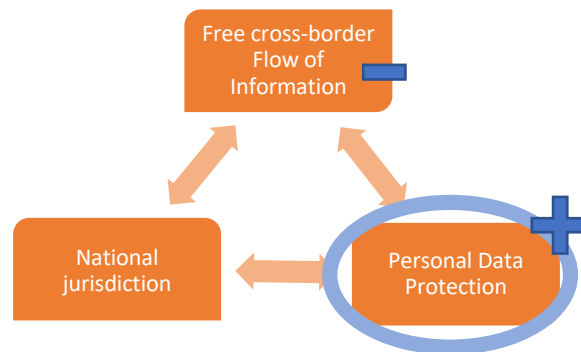 Free cross-border
Flow of
Information
National
jurisdiction
Personal Data
Protection